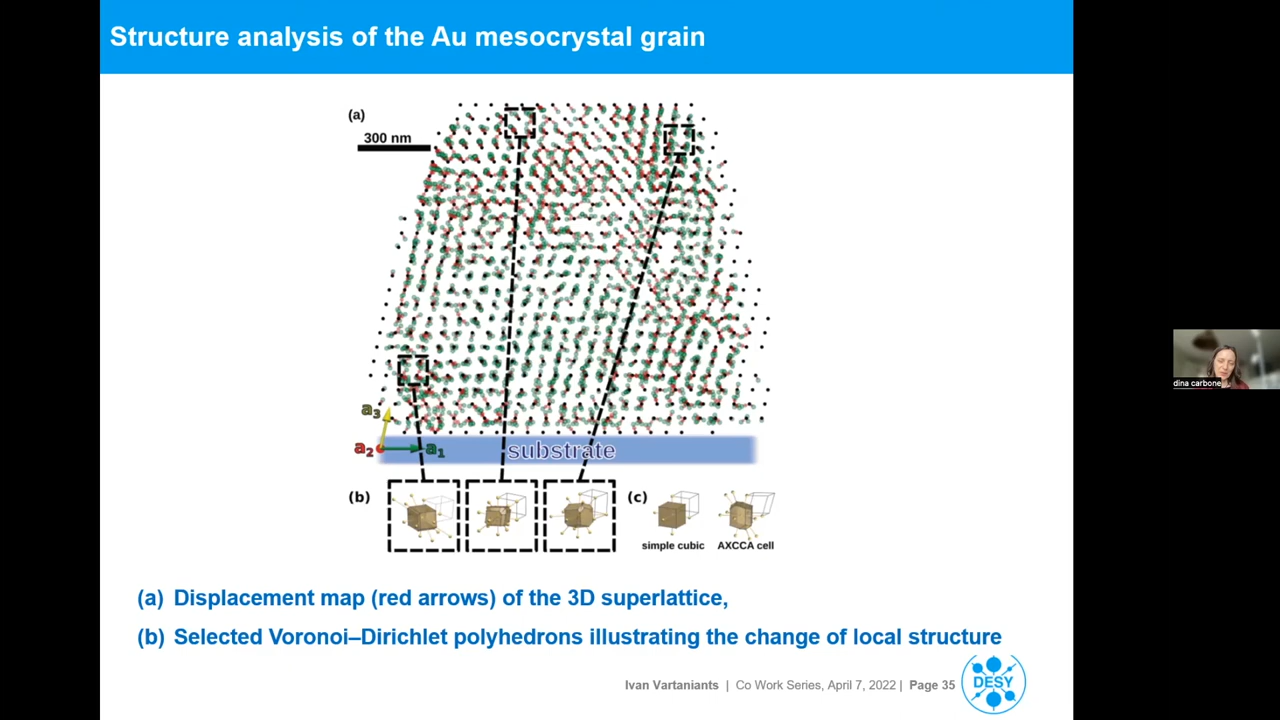 Structure analysis of the Au mesocrystal grain
(a)
300 nm
a3
a2
a1
substrate
(b)
(c)
simple cubic
AXCCA cell
(a) Displacement map (red arrows) of the 3D superlattice,
(b) Selected Voronoi–Dirichlet polyhedrons illustrating the change of local structure
Ivan Vartaniants | Co Work Series, April 7, 2022 | Page 35
DESY
dina carbone